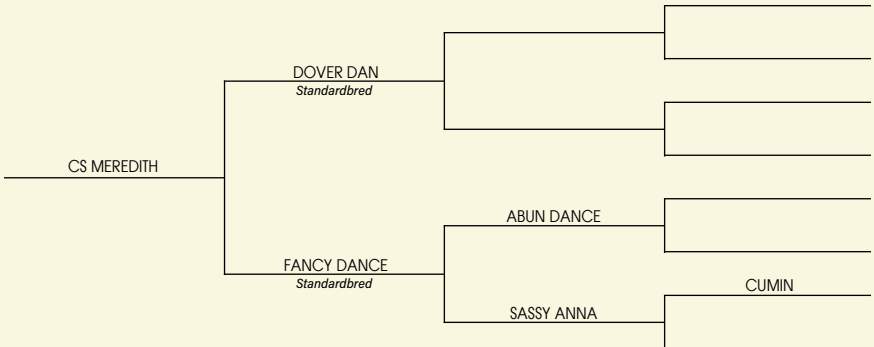 DOVER DAN
Standardbred
CS MEREDITH
ABUN DANCE
FANCY DANCE
Standardbred
CUMIN
SASSY ANNA